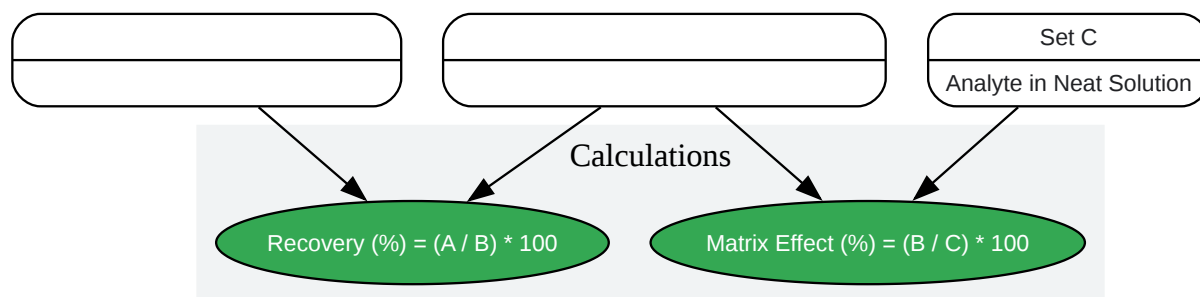 Set C
Analyte in Neat Solution
Calculations
Recovery (%) = (A / B) * 100
Matrix Effect (%) = (B / C) * 100